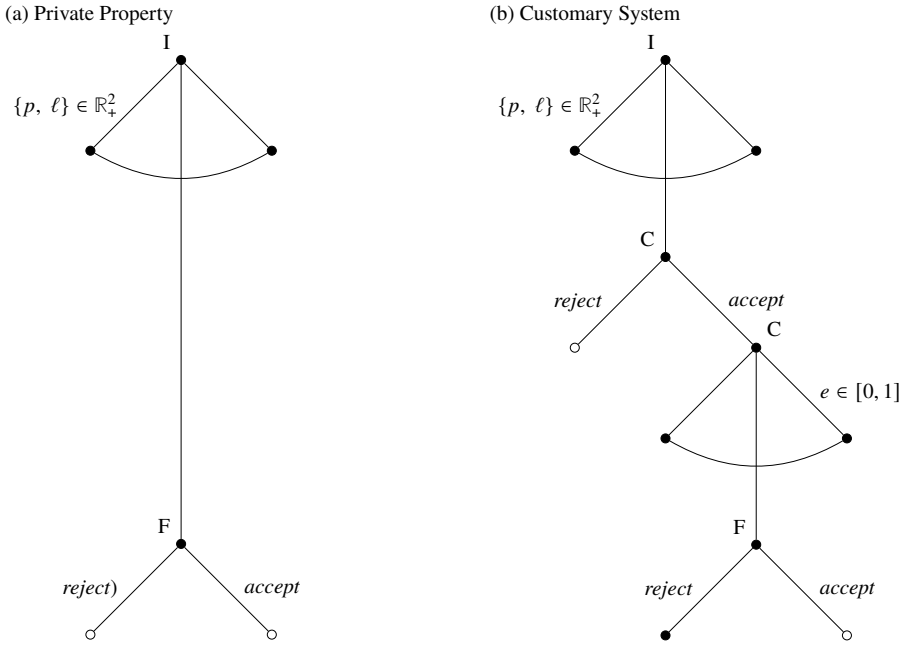 (a) Private Property
I
{p, ℓ} ∈ ℝ²₊
F
reject)
accept
(b) Customary System
I
{p, ℓ} ∈ ℝ²₊
C
reject
accept
C
e ∈ [0, 1]
F
reject
accept